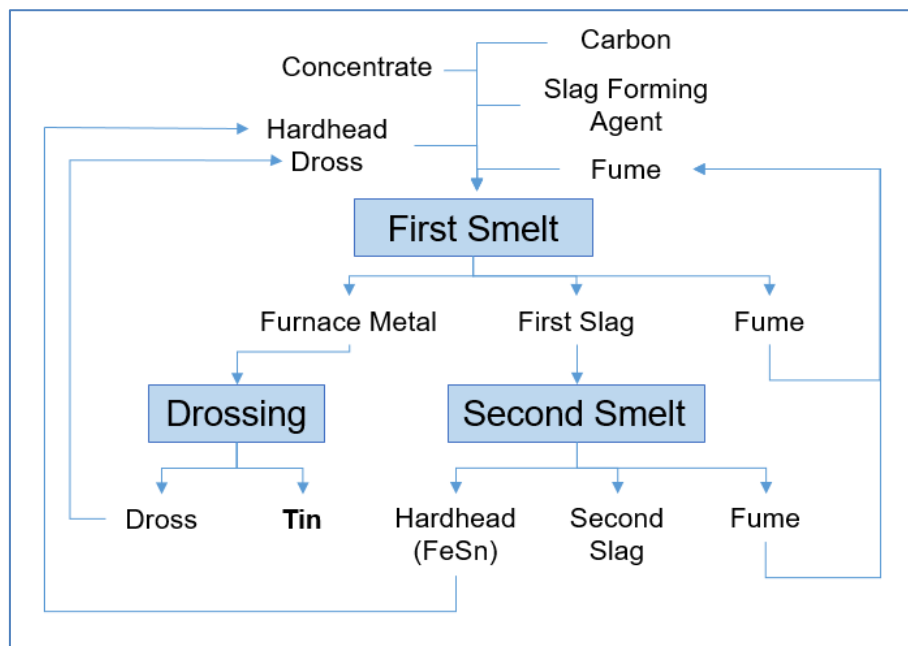 Carbon
Concentrate
Slag Forming
Agent
Hardhead
Dross
Fume
First Smelt
Furnace Metal
First Slag
Fume
Drossing
Second Smelt
Dross
Tin
Hardhead
(FeSn)
Second
Slag
Fume